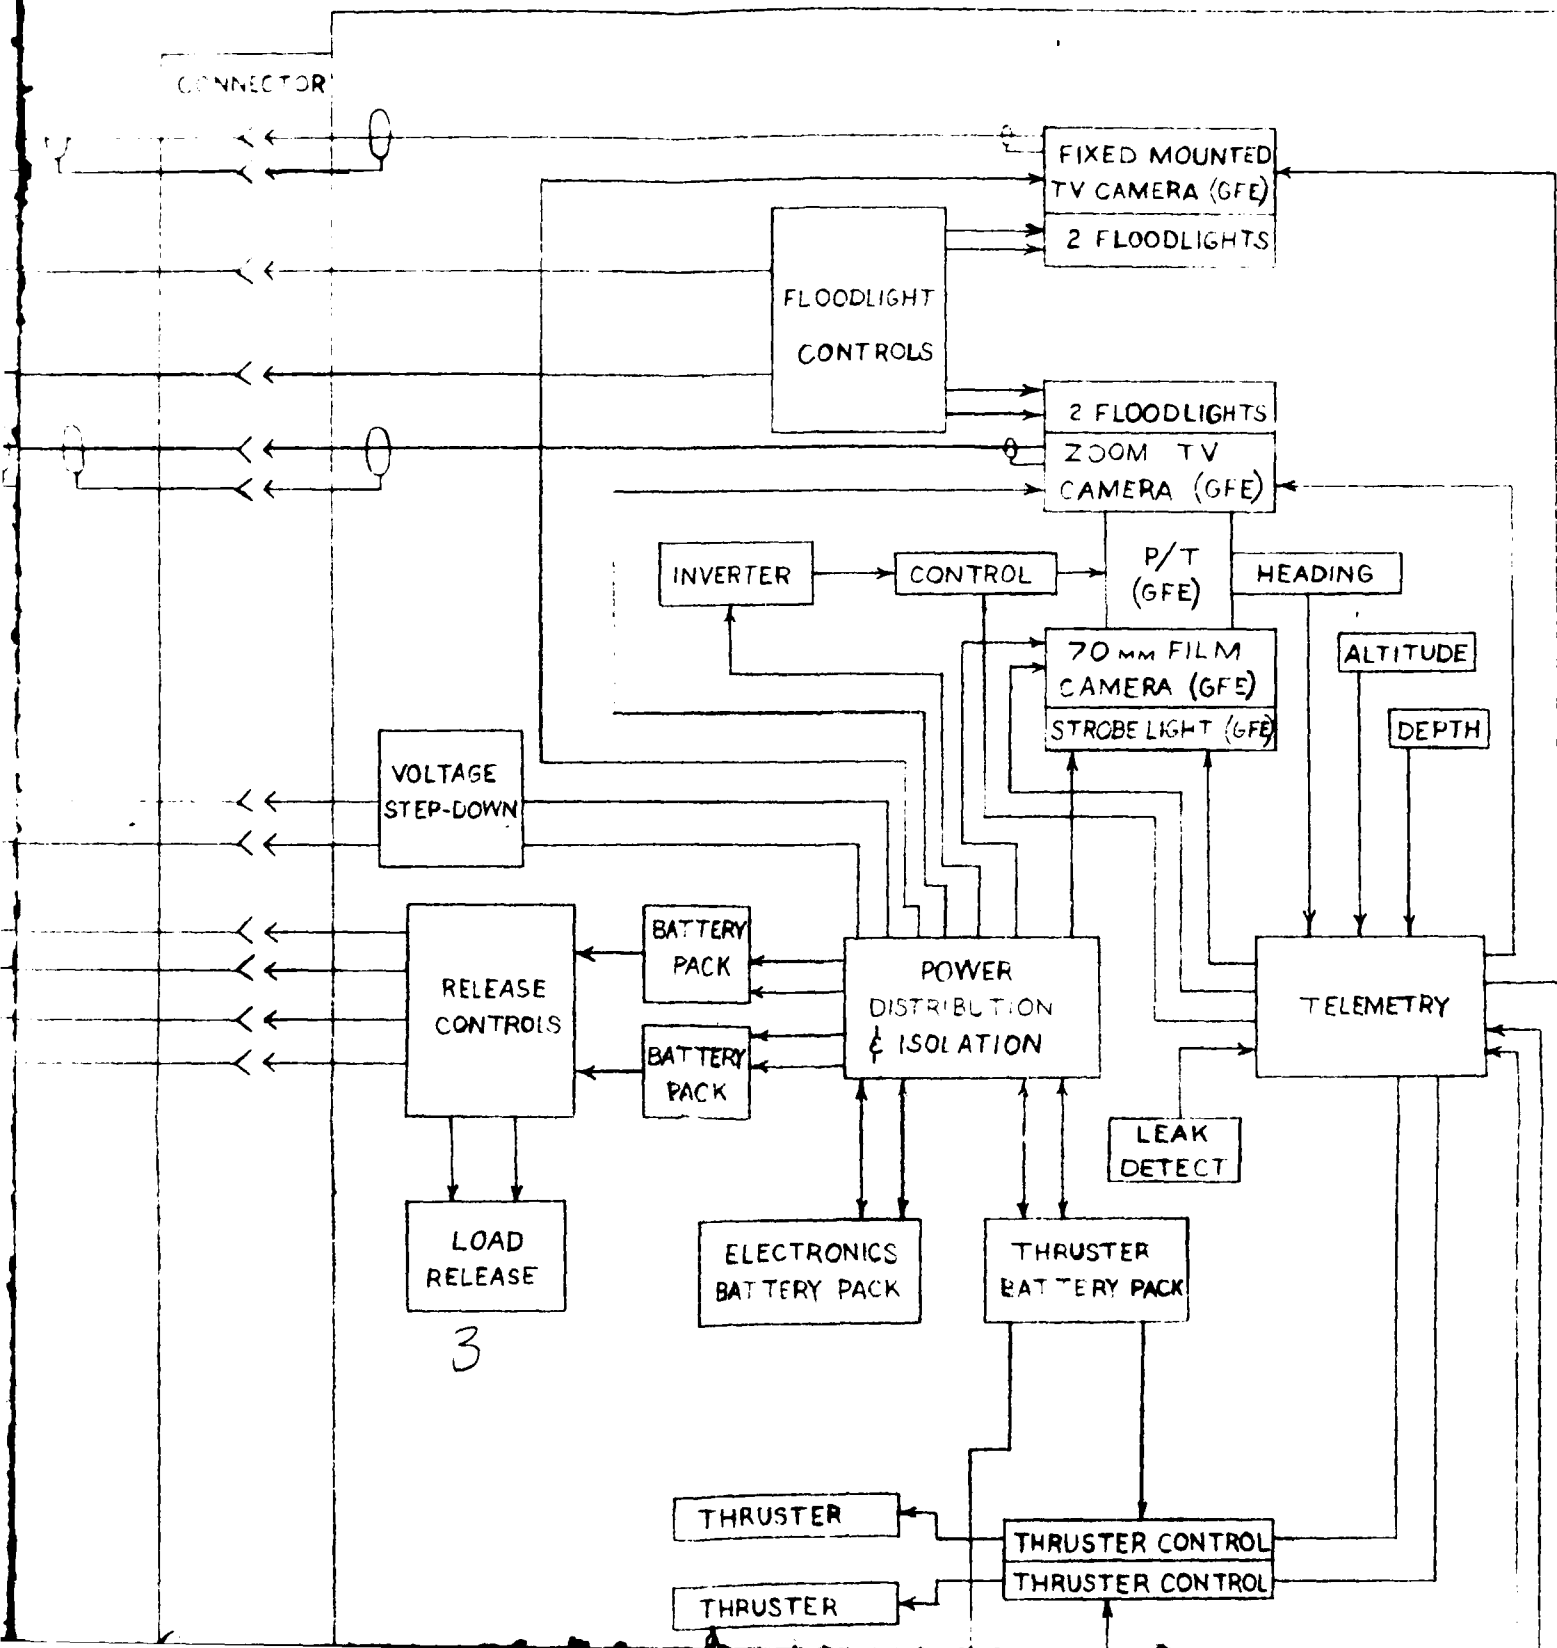 CONNECTOR
FIXED MOUNTED
TV CAMERA (GFE)
2 FLOODLIGHTS
FLOODLIGHT
CONTROLS
2 FLOODLIGHTS
ZOOM TV
CAMERA (GFE)
P/T
(GFE)
INVERTER
CONTROL
HEADING
70 MM FILM
CAMERA (GFE)
STROBE LIGHT (GFE)
ALTITUDE
DEPTH
VOLTAGE
STEP-DOWN
BATTERY
PACK
RELEASE
CONTROLS
BATTERY
PACK
POWER
DISTRIBUTION
& ISOLATION
TELEMETRY
LEAK
DETECT
LOAD
RELEASE
3
ELECTRONICS
BATTERY PACK
THRUSTER
BATTERY PACK
THRUSTER
THRUSTER CONTROL
THRUSTER CONTROL
THRUSTER